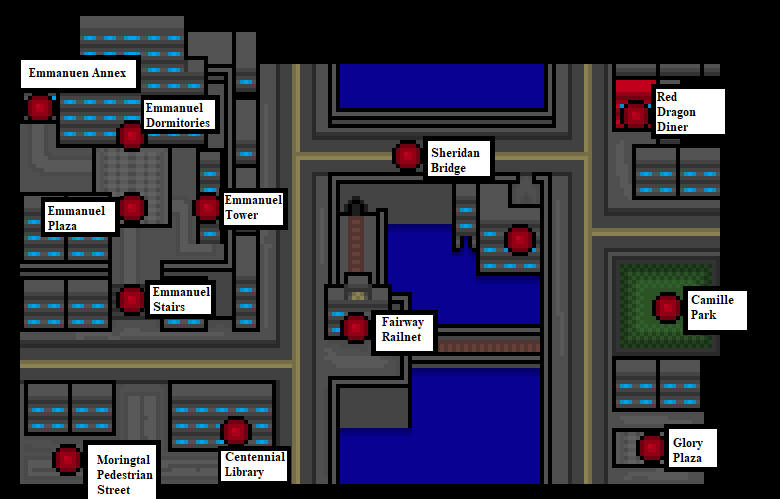 Emmanuen Annex
Emmanuel
Dormitories
Red
Dragon
Diner
Sheridan
Bridge
Emmanuel
Plaza
Emmanuel
Tower
Emmanuel
Stairs
Camille
Park
Fairway
Railnet
Moringtal
Pedestrian
Street
Centennial
Library
Glory
Plaza